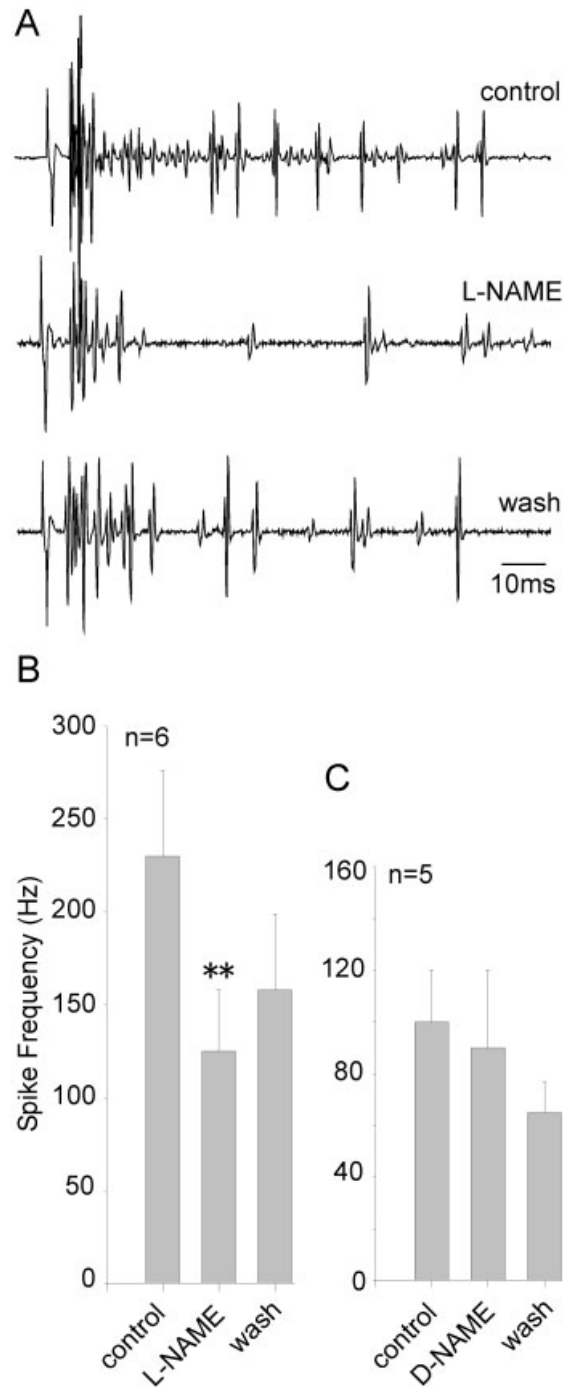 A
control
L-NAME
wash
10ms
B
300
n=6
250
200
150
100
50
0
Spike Frequency (Hz)
**
control
L-NAME
wash
C
160
n=5
120
80
40
0
control
D-NAME
wash